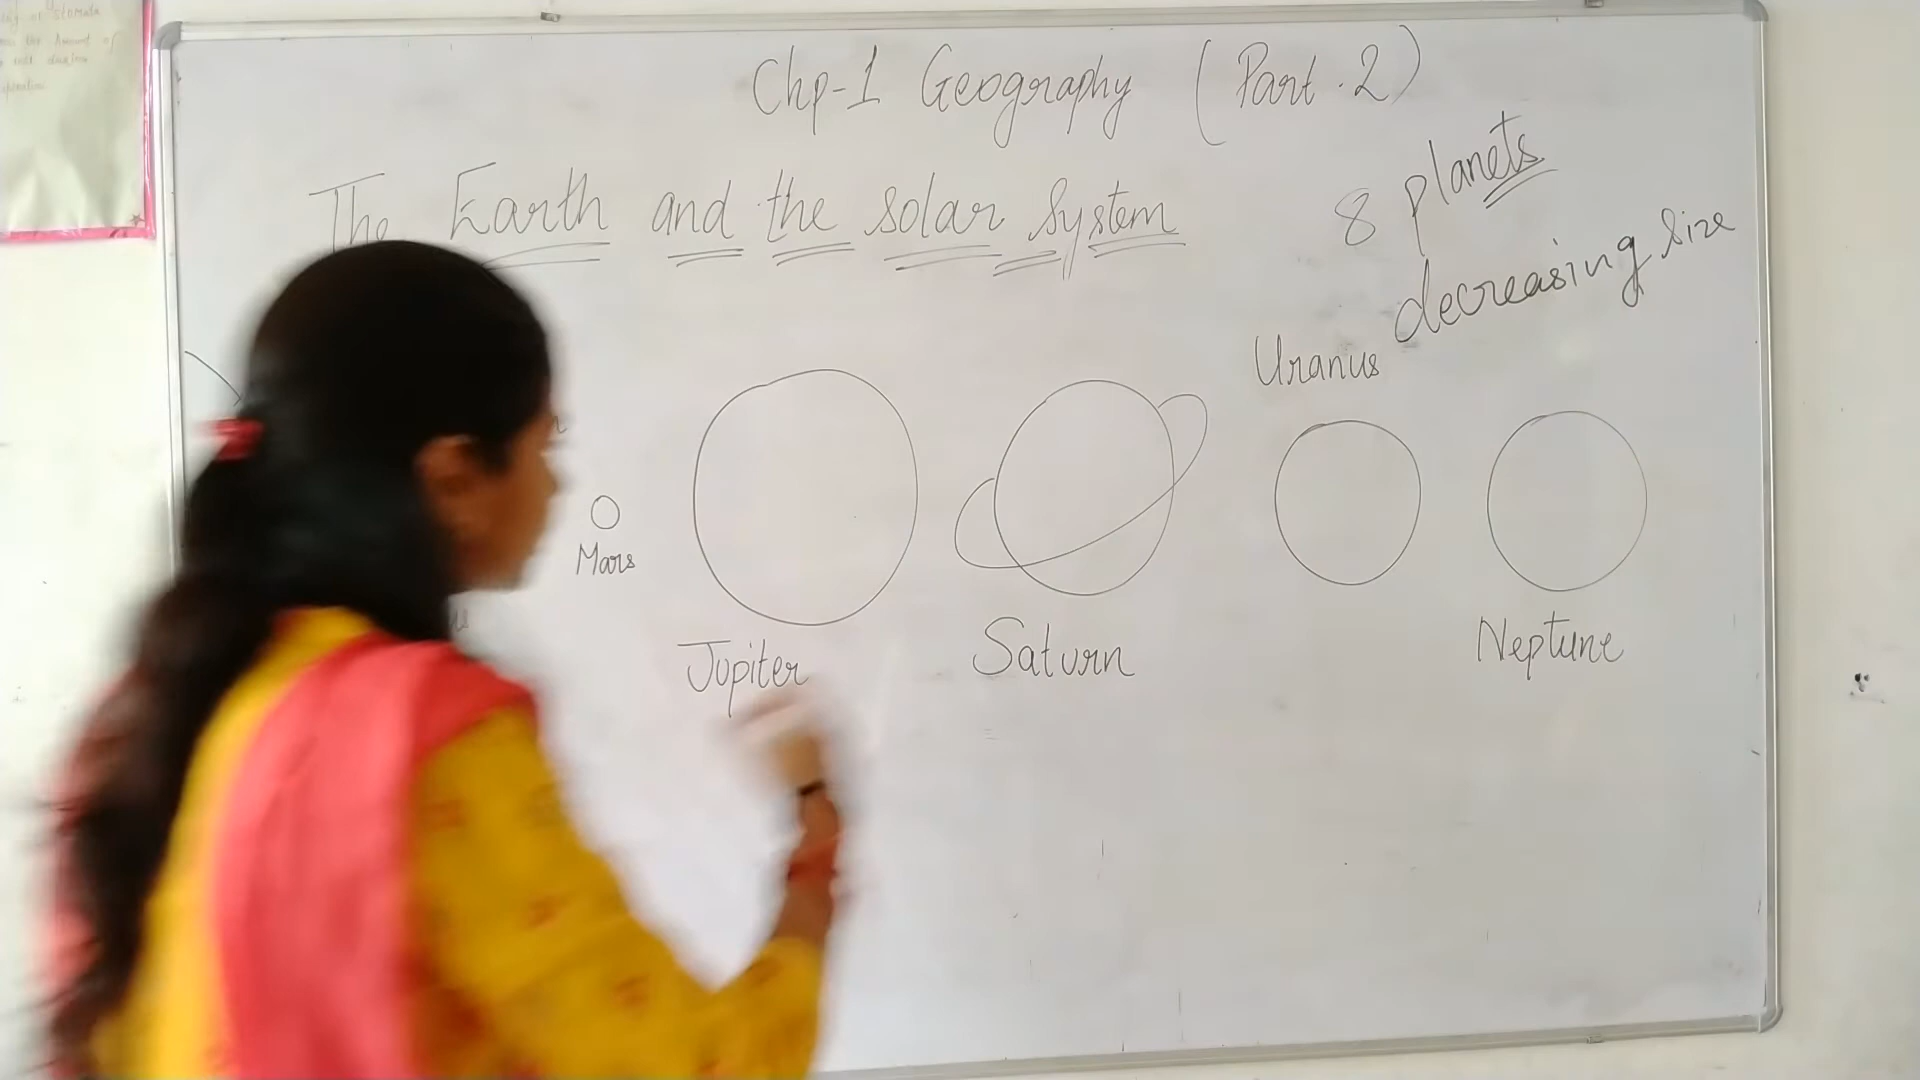 Chp-1 Geography (Part.2)
The Earth and the solar system
8 planets
decreasing size
Uranus
Mars
Jupiter
Saturn
Neptune